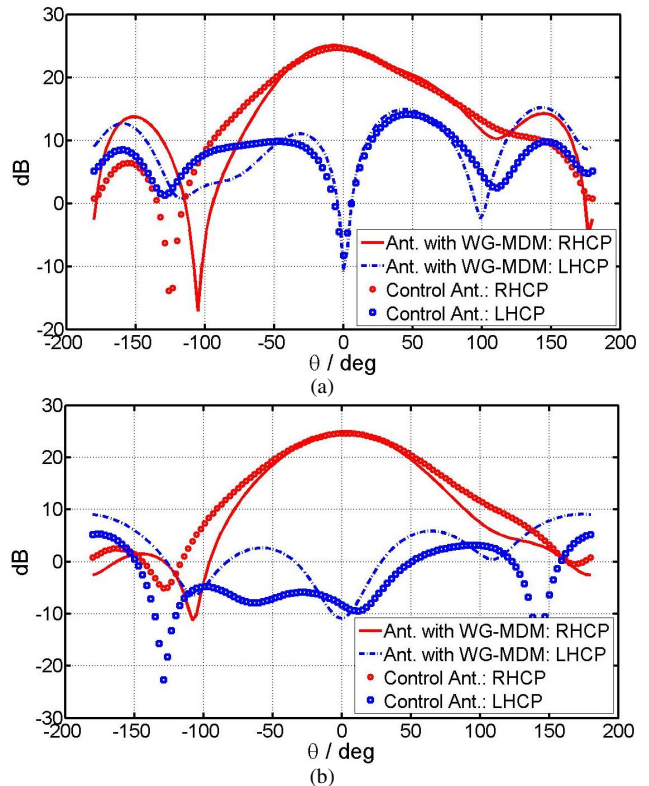 30
20
10
0
-10
-20
dB
Ant. with WG-MDM: RHCP
Ant. with WG-MDM: LHCP
Control Ant.: RHCP
Control Ant.: LHCP
-200 -150 -100 -50 0 50 100 150 200
θ / deg
(a)
30
20
10
0
-10
-20
-30
dB
Ant. with WG-MDM: RHCP
Ant. with WG-MDM: LHCP
Control Ant.: RHCP
Control Ant.: LHCP
-200 -150 -100 -50 0 50 100 150 200
θ / deg
(b)